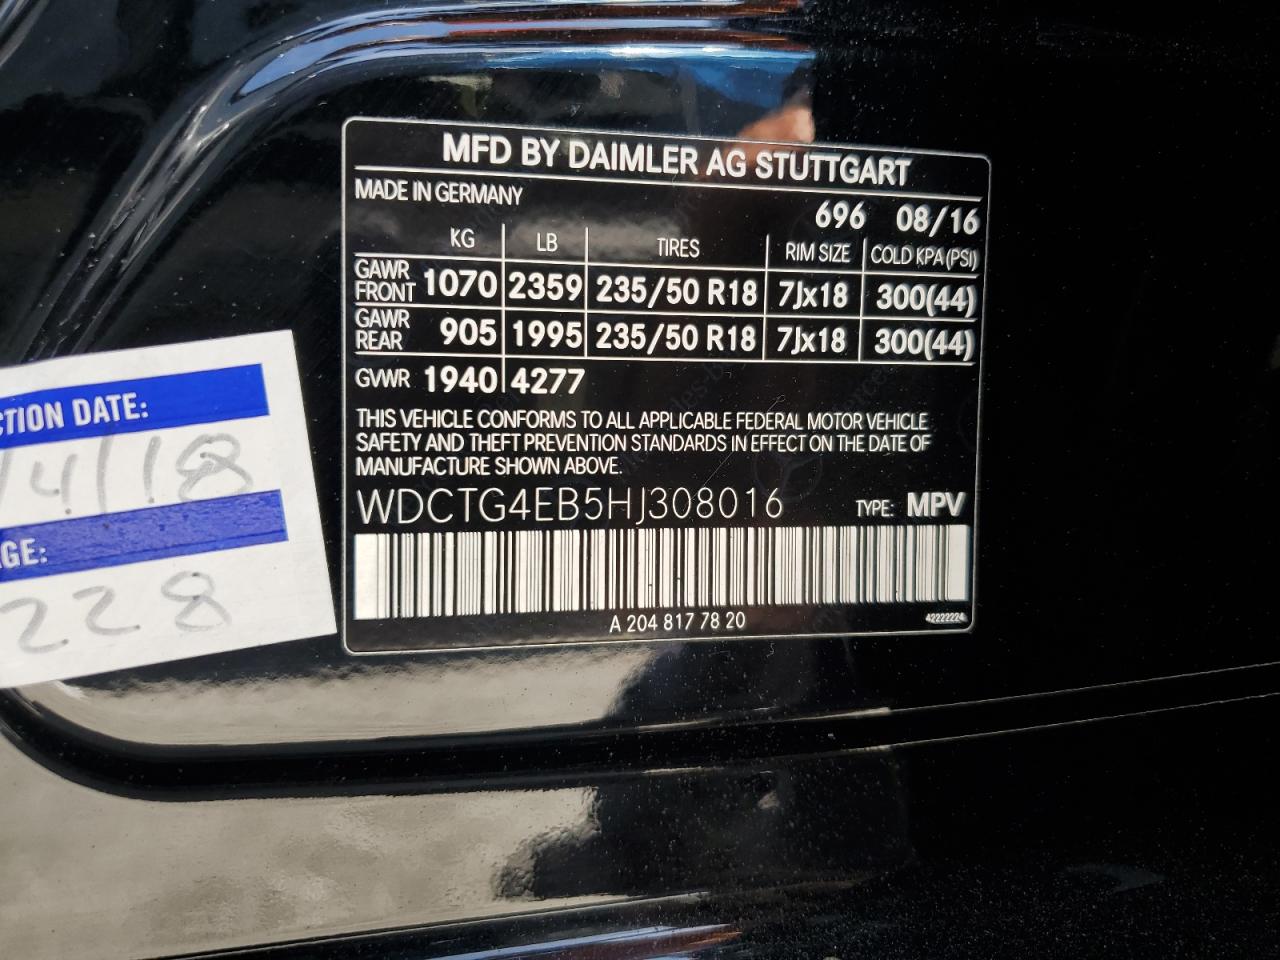 MFD BY DAIMLER AG STUTTGART
MADE IN GERMANY
696 08/16
KG LB TIRES RIM SIZE COLD KPA(PSI)
GAWR FRONT 1070 2359 235/50 R18 7Jx18 300(44)
GAWR REAR 905 1995 235/50 R18 7Jx18 300(44)
GVWR 1940 4277
THIS VEHICLE CONFORMS TO ALL APPLICABLE FEDERAL MOTOR VEHICLE
SAFETY AND THEFT PREVENTION STANDARDS IN EFFECT ON THE DATE OF
MANUFACTURE SHOWN ABOVE.
WDCTG4EB5HJ308016 TYPE: MPV
A 204 817 78 20
42222224
CTION DATE:
/4/18
GE:
228